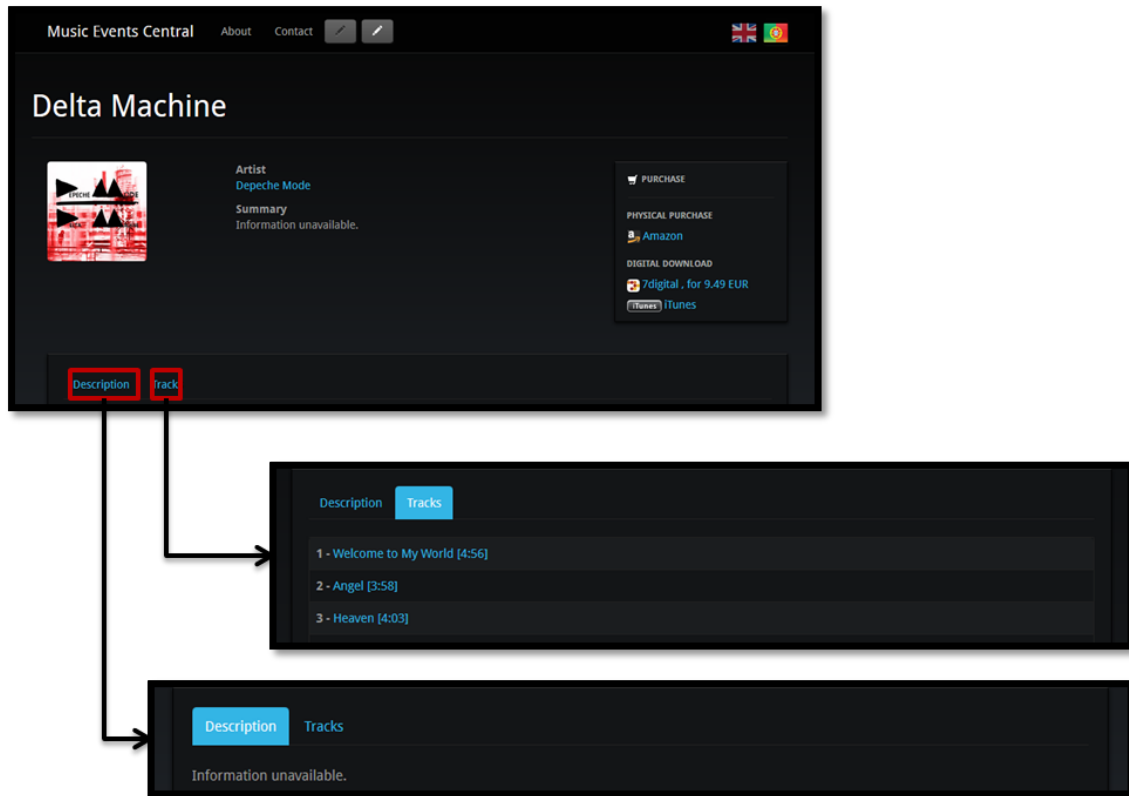 Music Events Central About Contact
Delta Machine
Artist
Depeche Mode
Summary
Information unavailable.
PURCHASE
PHYSICAL PURCHASE
Amazon
DIGITAL DOWNLOAD
7digital , for 9.49 EUR
iTunes iTunes
EPECHE MODE
Description Track
Description Tracks
1 - Welcome to My World [4:56]
2 - Angel [3:58]
3 - Heaven [4:03]
Description Tracks
Information unavailable.